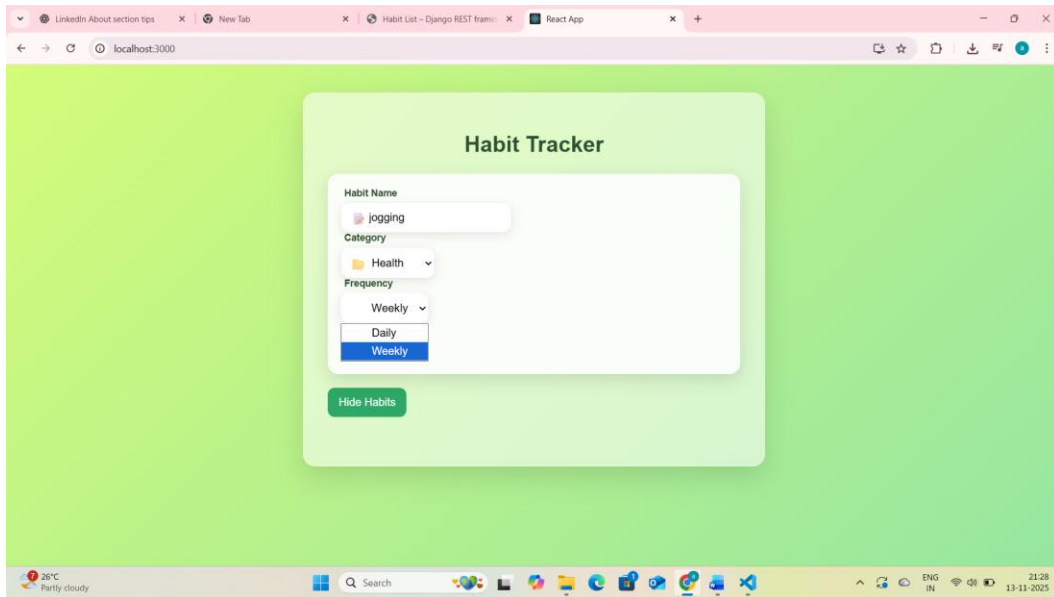 LinkedIn About section tips
New Tab
Habit List – Django REST frame
React App
localhost:3000
a
Habit Tracker
Habit Name
jogging
Category
Health
Frequency
Weekly
Daily
Weekly
Hide Habits
7
26°C
Partly cloudy
Search
ENG
IN
21:28
13-11-2025